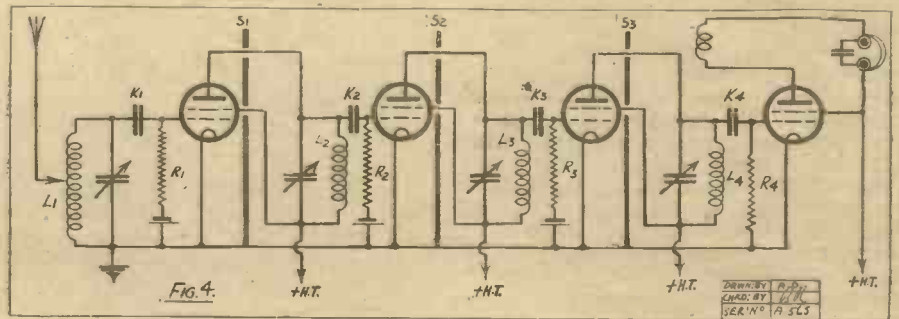 S1
S2
S3
K1
K2
K3
K4
L1
R1
L2
R2
L3
R3
L4
R4
FIG. 4.
+H.T.
+H.T.
+H.T.
+H.T.
DRAWN: BY
CHKD: BY
SER' Nº A 565